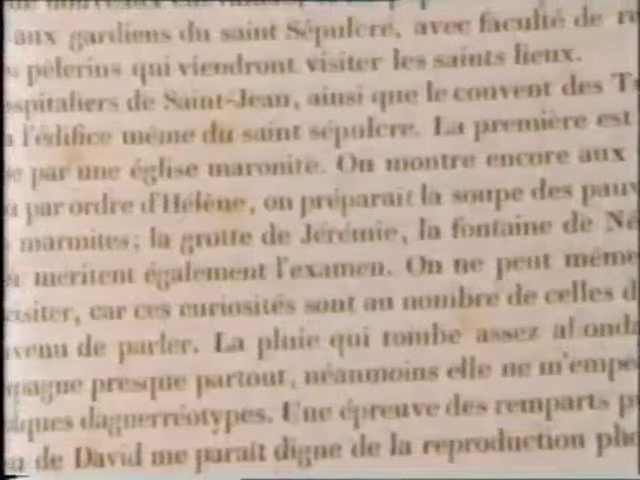 aux gardiens du saint Sépulcre, avec faculté de
pèlerins qui viendront visiter les saints lieux.
spitaliers de Saint-Jean, ainsi que le couvent des T
l'édifice même du saint sépulcre. La première est
par une église maronite. On montre encore aux
par ordre d'Hélène, on préparait la soupe des pauv
marmites; la grotte de Jérémie, la fontaine de Né
méritent également l'examen. On ne peut même
isiter, car ces curiosités sont au nombre de celles d
venu de parler. La pluie qui tombe assez abonda
pagne presque partout, néanmoins elle ne m'empê
lques daguerréotypes. Une épreuve des remparts p
de David me paraît digne de la reproduction pho